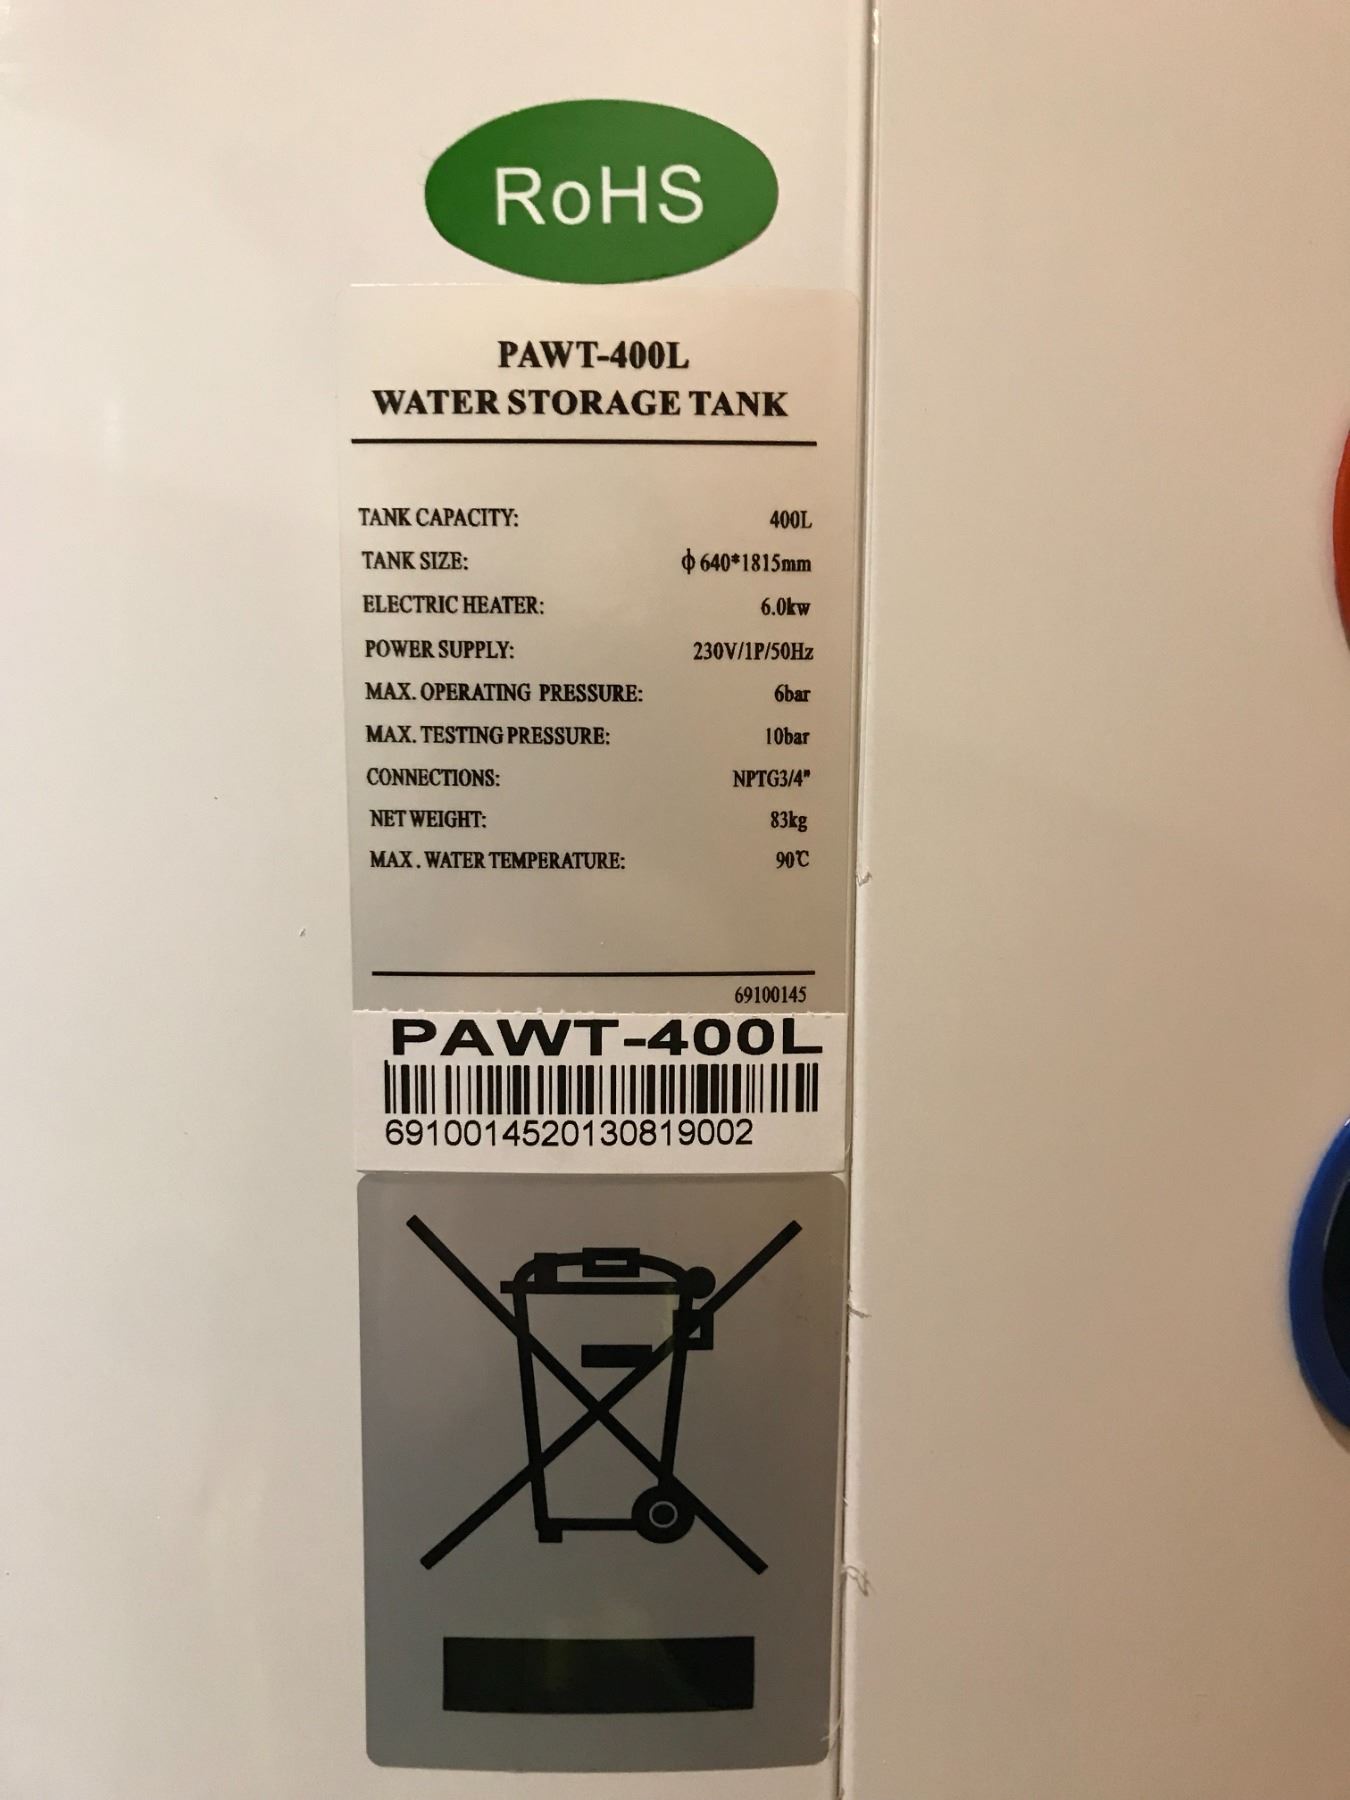 RoHS
PAWT-400L
WATER STORAGE TANK
TANK CAPACITY: 400L
TANK SIZE: ϕ640*1815mm
ELECTRIC HEATER: 6.0kw
POWER SUPPLY: 230V/1P/50Hz
MAX. OPERATING PRESSURE: 6bar
MAX. TESTING PRESSURE: 10bar
CONNECTIONS: NPTG3/4"
NET WEIGHT: 83kg
MAX. WATER TEMPERATURE: 90℃
69100145
PAWT-400L
6910014520130819002